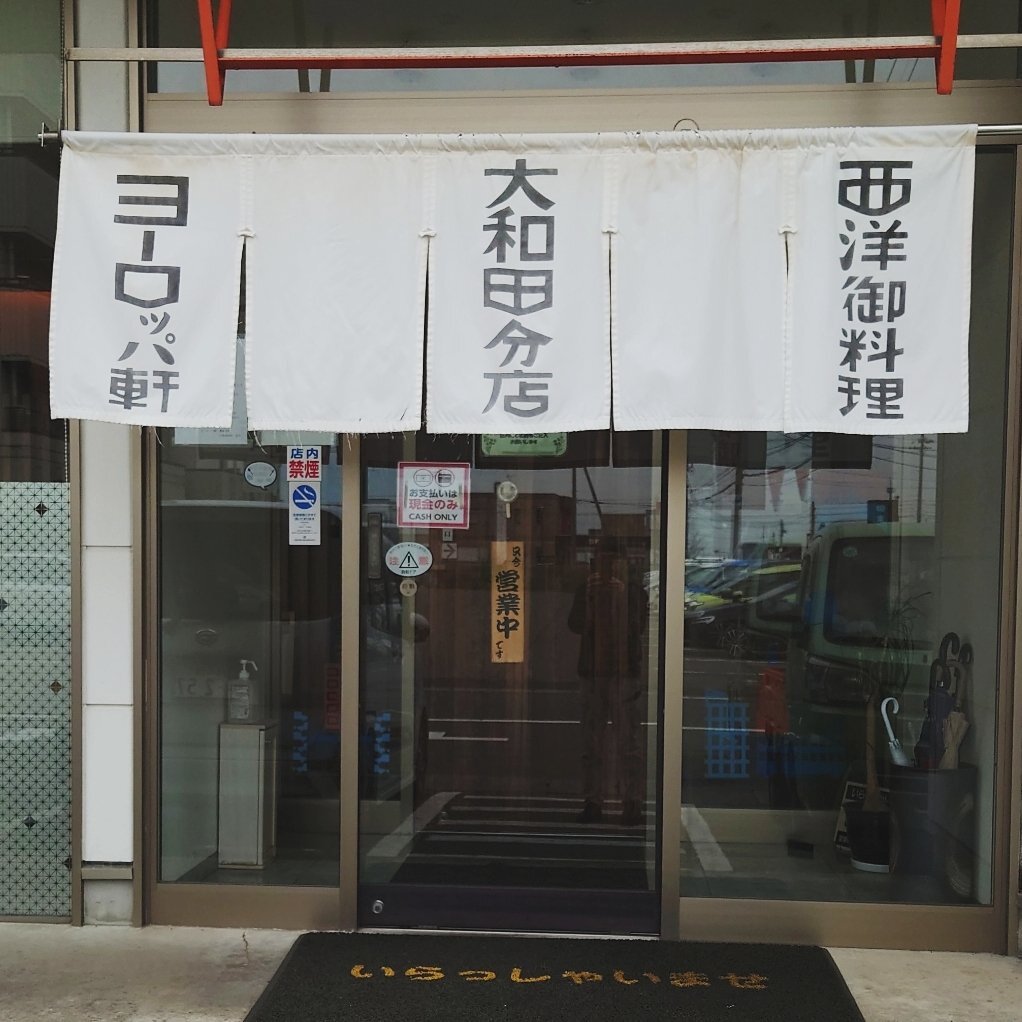 西洋御料理
大和田分店
ヨーロッパ軒
店内
禁煙
お支払いは
現金のみ
CASH ONLY
只今
営業中
です
いらっしゃいませ